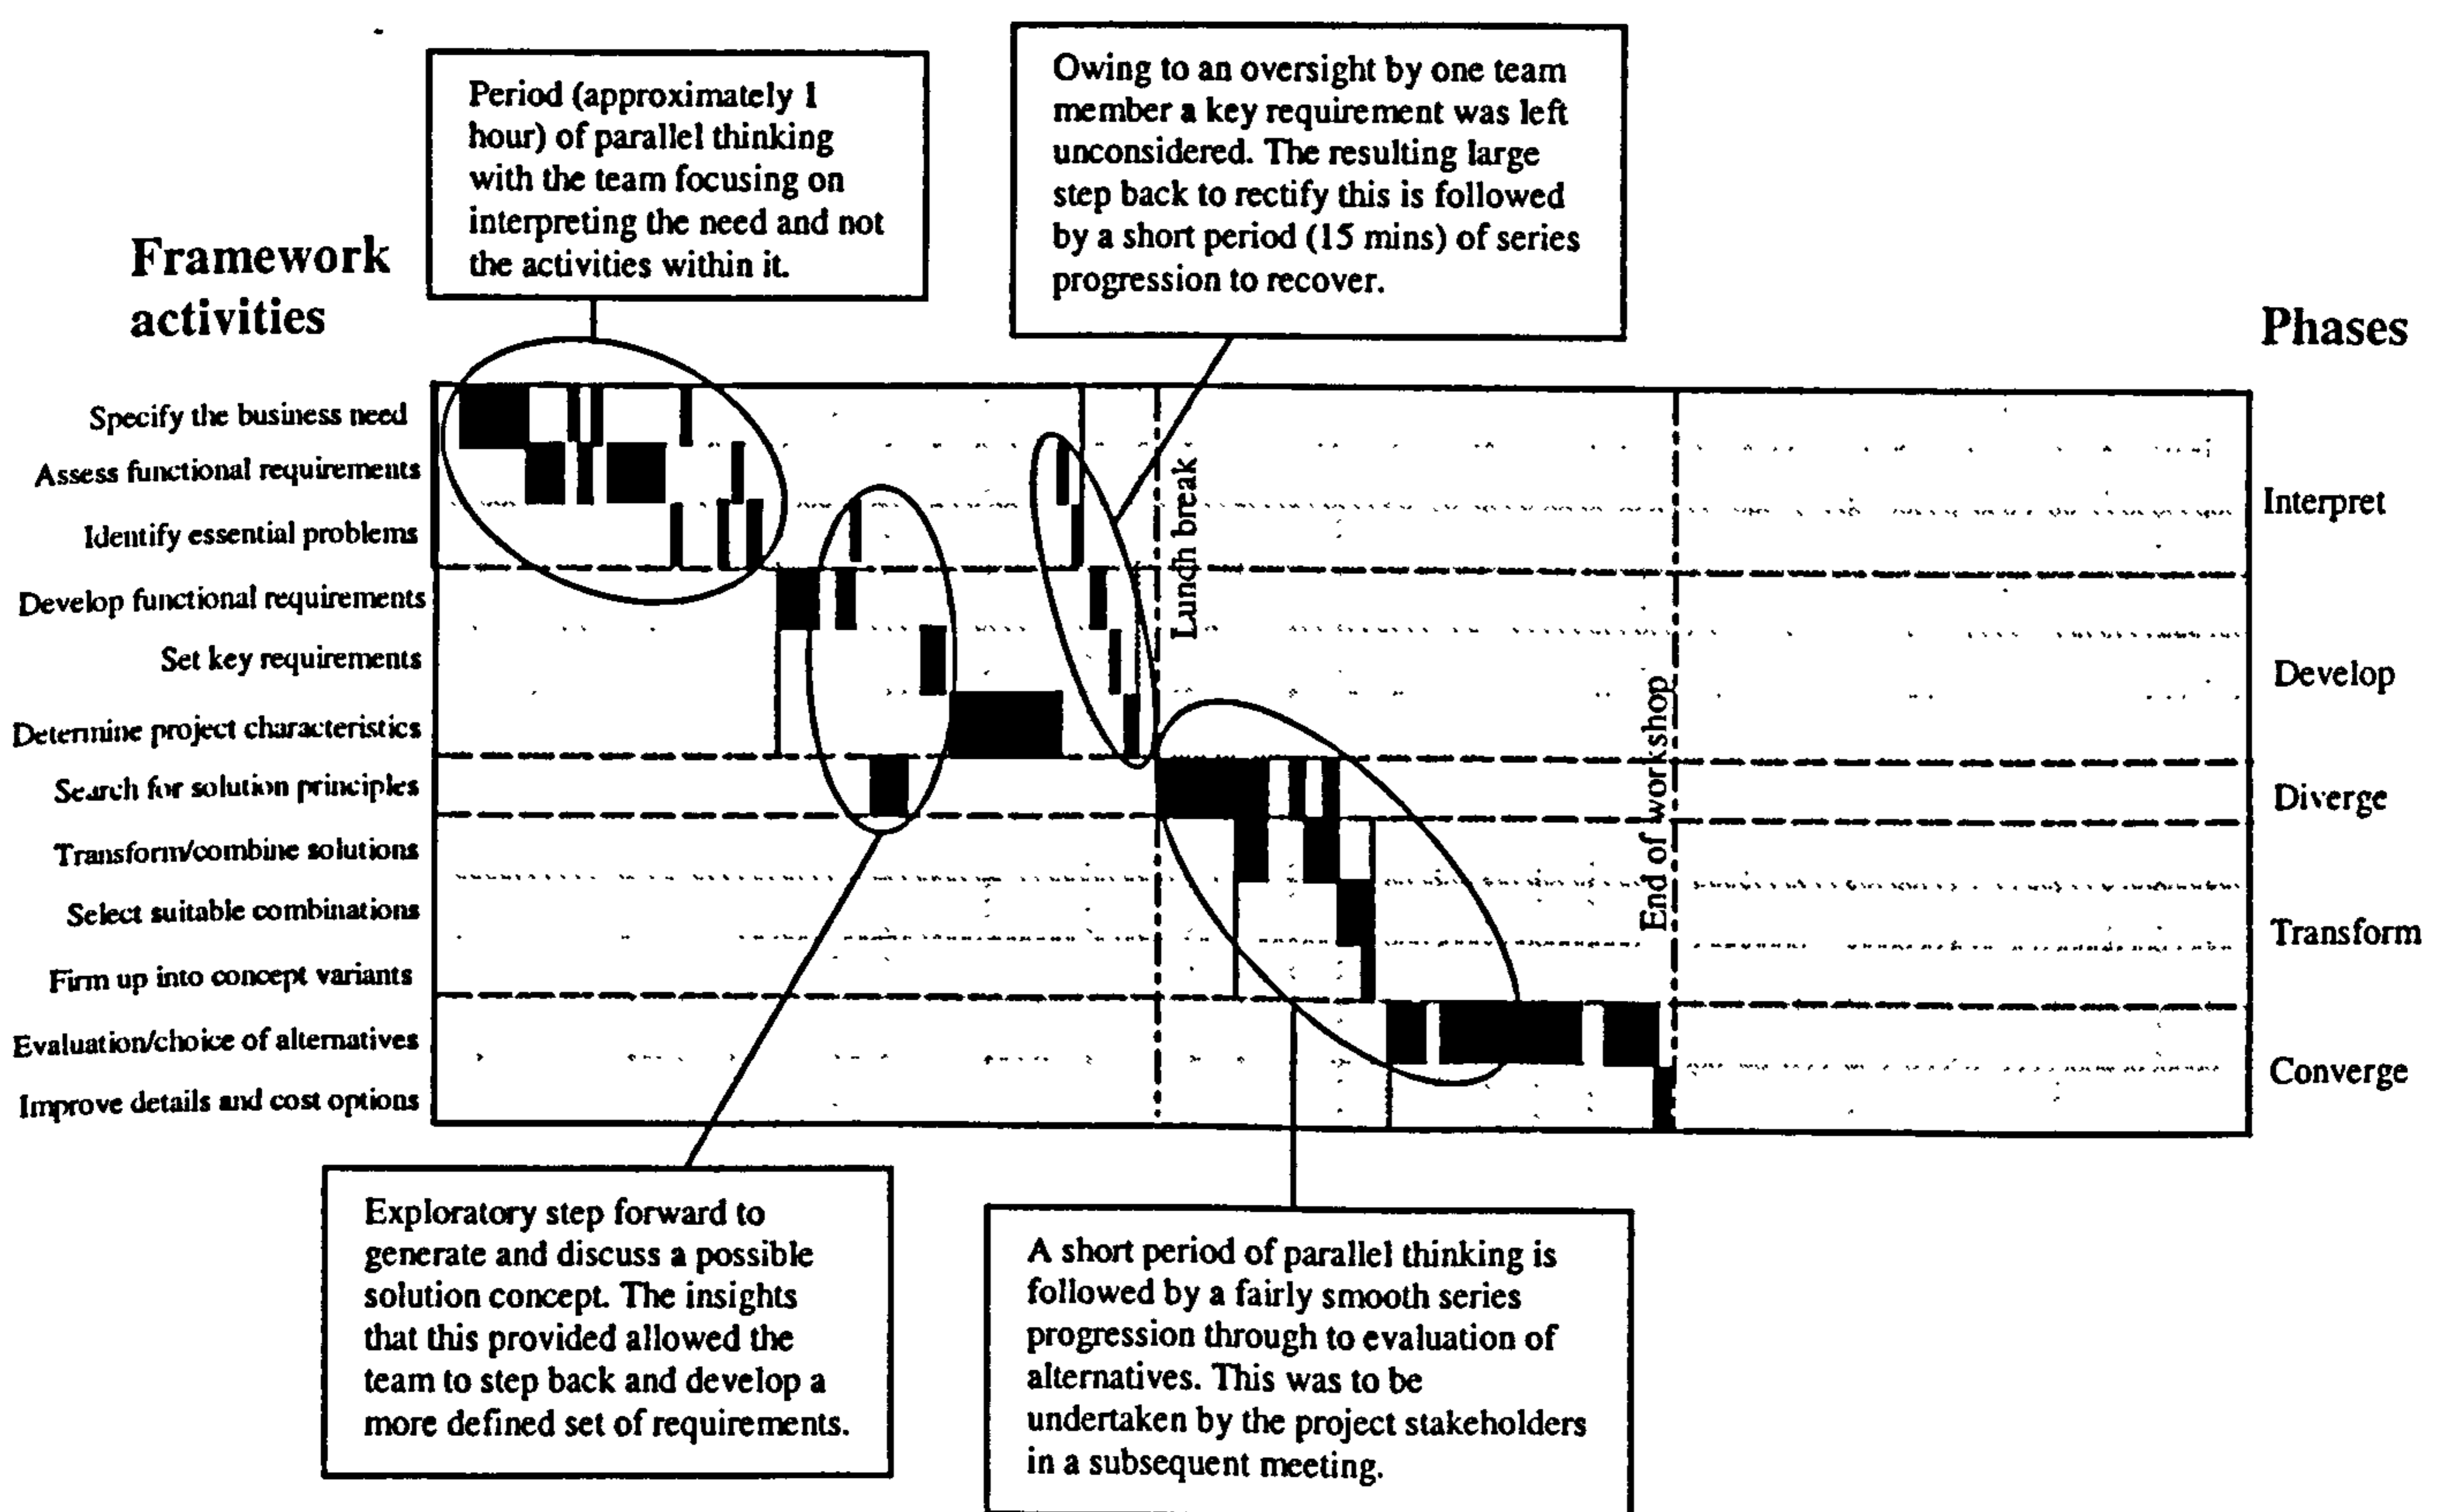 Period (approximately 1
hour) of parallel thinking
with the team focusing on
interpreting the need and not
the activities within it.
Owing to an oversight by one team
member a key requirement was left
unconsidered. The resulting large
step back to rectify this is followed
by a short period (15 mins) of series
progression to recover.
Framework
activities
Phases
Specify the business need
Assess functional requirements
Identify essential problems
Develop functional requirements
Set key requirements
Determine project characteristics
Search for solution principles
Transform/combine solutions
Select suitable combinations
Firm up into concept variants
Evaluation/choice of alternatives
Improve details and cost options
Lunch break
End of workshop
Interpret
Develop
Diverge
Transform
Converge
Exploratory step forward to
generate and discuss a possible
solution concept. The insights
that this provided allowed the
team to step back and develop a
more defined set of requirements.
A short period of parallel thinking is
followed by a fairly smooth series
progression through to evaluation of
alternatives. This was to be
undertaken by the project stakeholders
in a subsequent meeting.